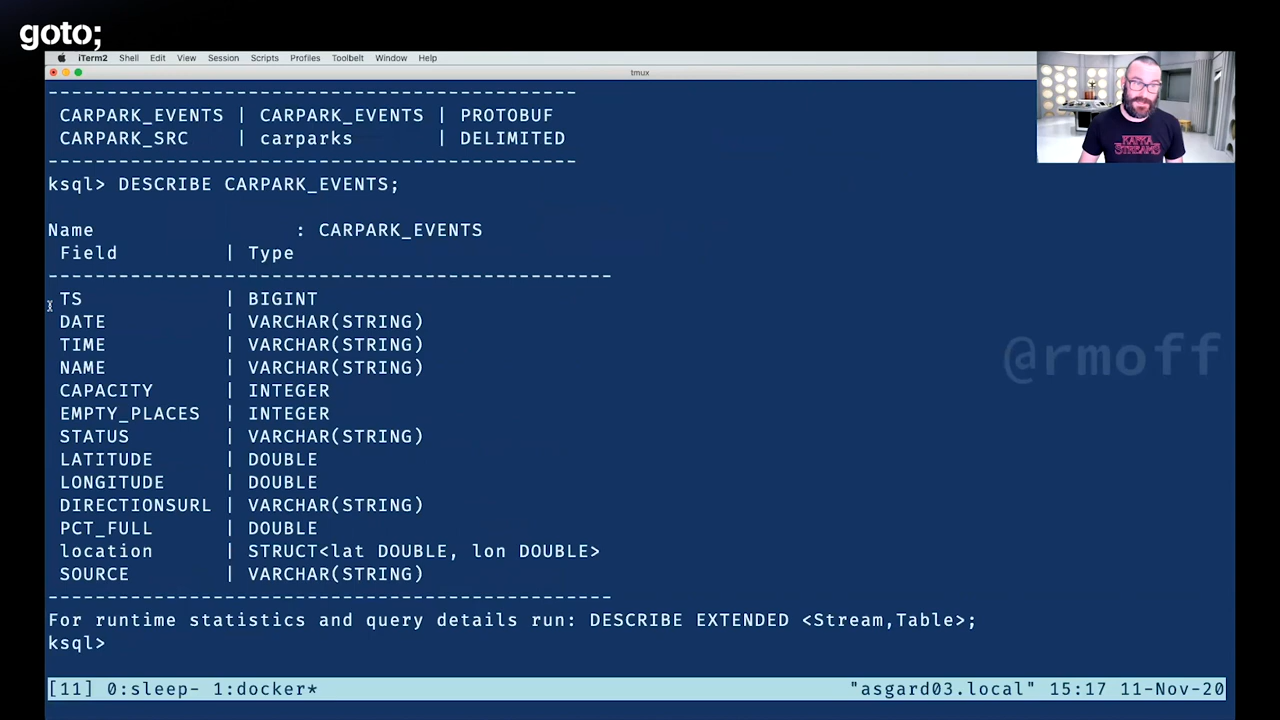 goto;
iTerm2 Shell Edit View Session Scripts Profiles Toolbelt Window Help
tmux
---------------------------------------------
CARPARK_EVENTS | CARPARK_EVENTS | PROTOBUF
CARPARK_SRC | carparks | DELIMITED
---------------------------------------------
ksql> DESCRIBE CARPARK_EVENTS;
Name : CARPARK_EVENTS
Field | Type
------------------------------------------------
TS | BIGINT
DATE | VARCHAR(STRING)
TIME | VARCHAR(STRING)
NAME | VARCHAR(STRING)
CAPACITY | INTEGER
EMPTY_PLACES | INTEGER
STATUS | VARCHAR(STRING)
LATITUDE | DOUBLE
LONGITUDE | DOUBLE
DIRECTIONSURL | VARCHAR(STRING)
PCT_FULL | DOUBLE
location | STRUCT<lat DOUBLE, lon DOUBLE>
SOURCE | VARCHAR(STRING)
------------------------------------------------
For runtime statistics and query details run: DESCRIBE EXTENDED <Stream,Table>;
ksql>
[11] 0:sleep- 1:docker* "asgard03.local" 15:17 11-Nov-20
@rmoff
KAFKA
STREAMS